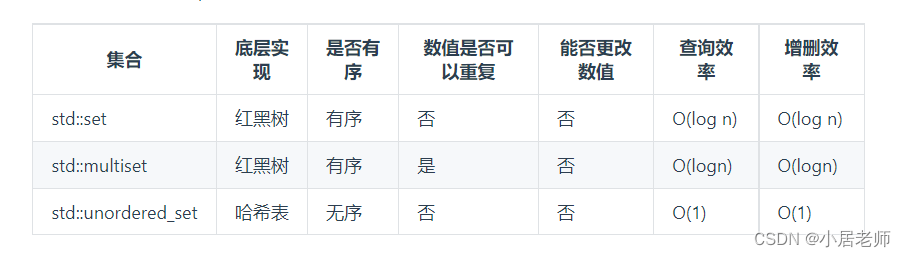 集合 底层实现 是否有序 数值是否可以重复 能否更改数值 查询效率 增删效率
std::set 红黑树 有序 否 否 O(log n) O(log n)
std::multiset 红黑树 有序 是 否 O(logn) O(logn)
std::unordered_set 哈希表 无序 否 否 O(1) O(1)
CSDN @小居老师